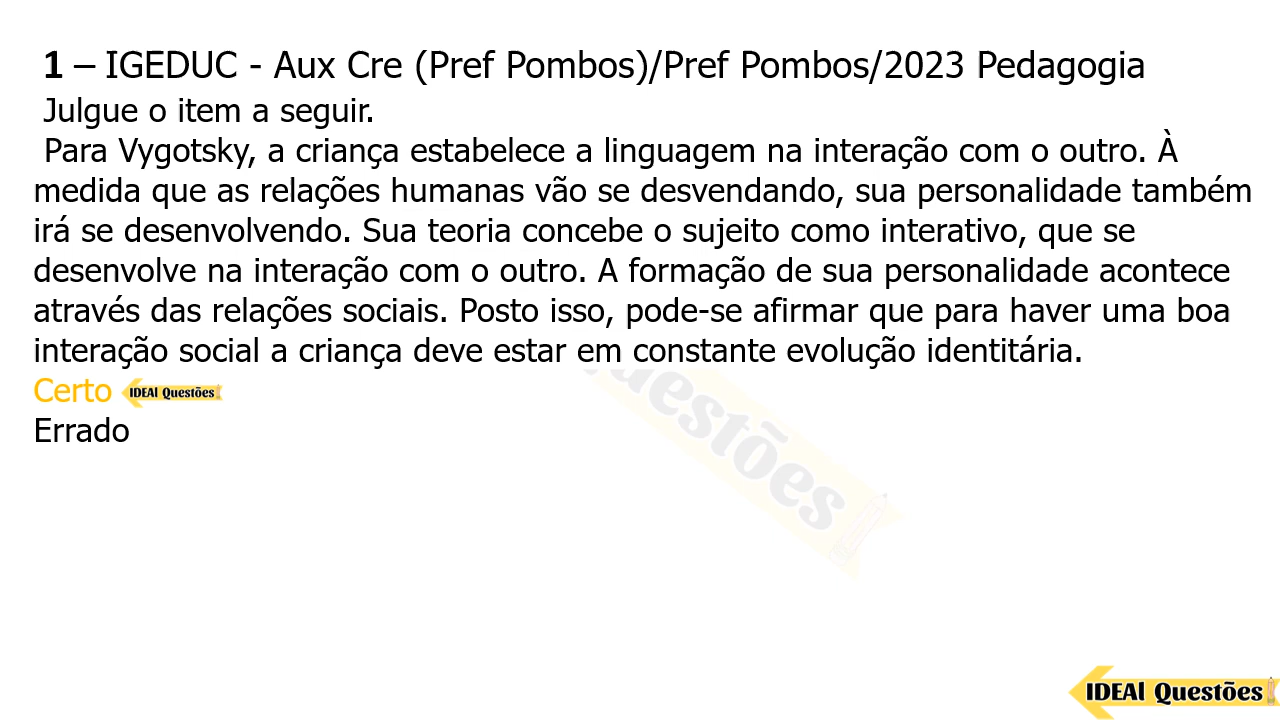 1 – IGEDUC - Aux Cre (Pref Pombos)/Pref Pombos/2023 Pedagogia
Julgue o item a seguir.
Para Vygotsky, a criança estabelece a linguagem na interação com o outro. À
medida que as relações humanas vão se desvendando, sua personalidade também
irá se desenvolvendo. Sua teoria concebe o sujeito como interativo, que se
desenvolve na interação com o outro. A formação de sua personalidade acontece
através das relações sociais. Posto isso, pode-se afirmar que para haver uma boa
interação social a criança deve estar em constante evolução identitária.
Certo IDEAl Questões
Errado
Questões
IDEAl Questões